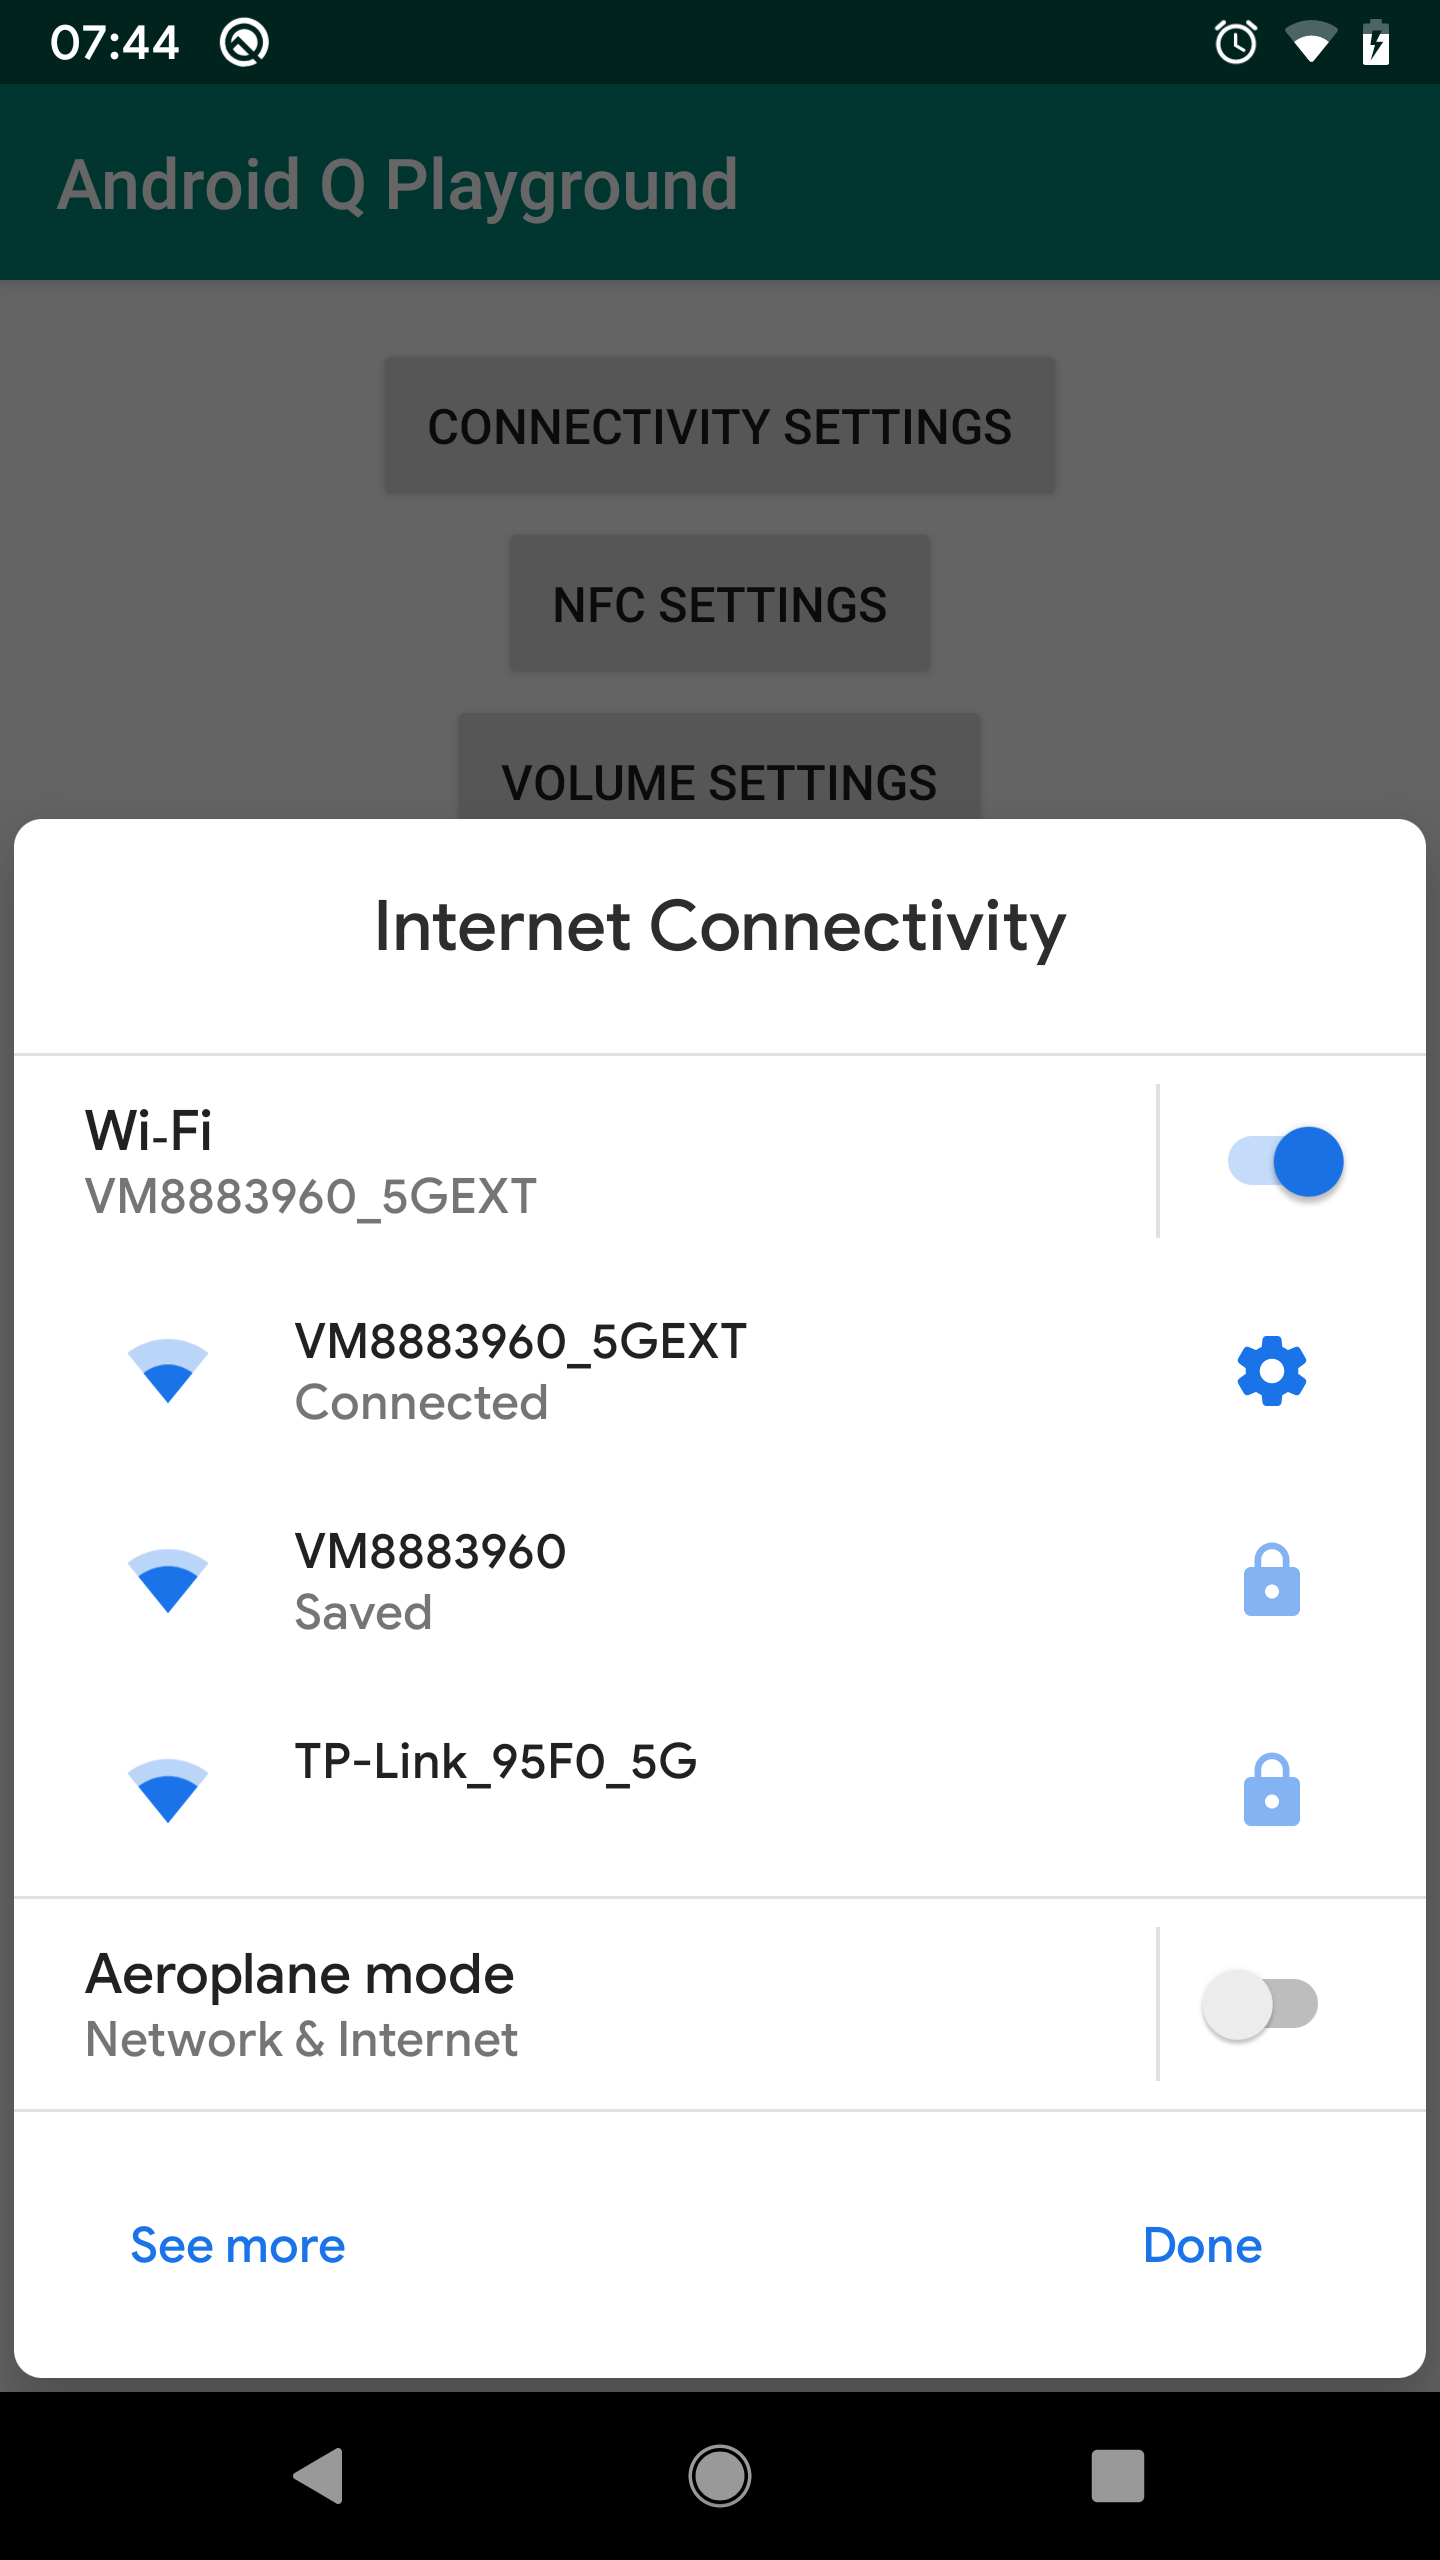 07:44
Android Q Playground
CONNECTIVITY SETTINGS
NFC SETTINGS
VOLUME SETTINGS
Internet Connectivity
Wi-Fi
VM8883960_5GEXT
VM8883960_5GEXT
Connected
VM8883960
Saved
TP-Link_95F0_5G
Aeroplane mode
Network & Internet
See more
Done